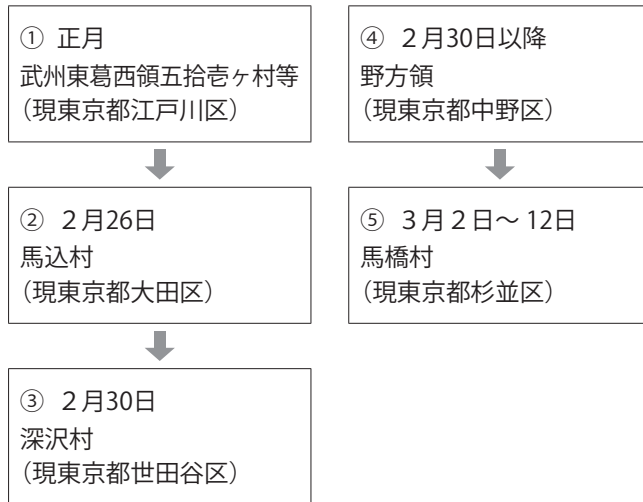 ① 正月
武州東葛西領五拾壱ヶ村等
（現東京都江戸川区）
② ２月26日
馬込村
（現東京都大田区）
③ ２月30日
深沢村
（現東京都世田谷区）
④ ２月30日以降
野方領
（現東京都中野区）
⑤ ３月２日～ 12日
馬橋村
（現東京都杉並区）